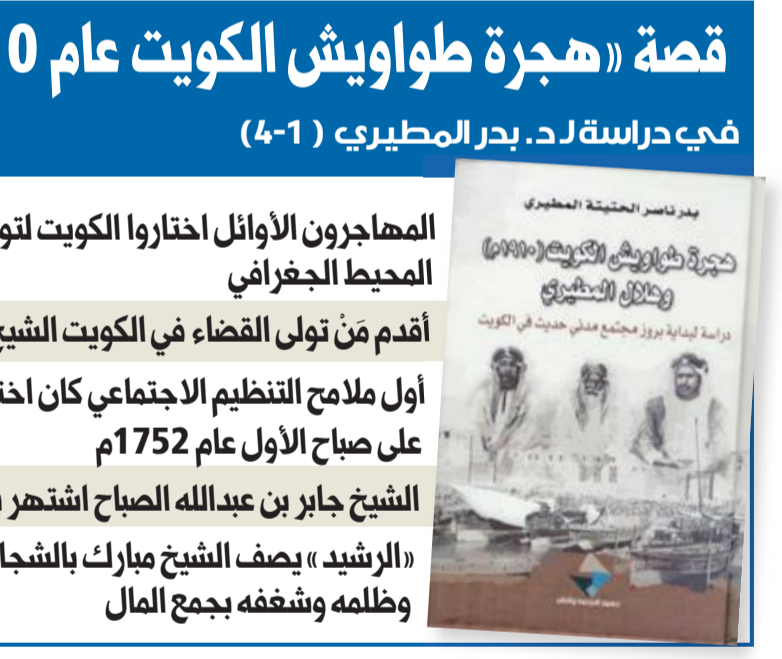 قصة «هجرة طواويش الكويت عام 0
في دراسة لـ د. بدر المطيري ( 1-4)
المهاجرون الأوائل اختاروا الكويت لتو
المحيط الجغرافي
أقدم مَنْ تولى القضاء في الكويت الشيخ
أول ملامح التنظيم الاجتماعي كان اخت
على صباح الأول عام 1752م
الشيخ جابر بن عبدالله الصباح اشتهر
«الرشيد » يصف الشيخ مبارك بالشجا
وظلمه وشغفه بجمع المال
بدر ناصر الحتيتة المطيري
هجرة طواويش الكويت (١٩١٠م)
وهلال المطيري
دراسة لبداية بروز مجتمع مدني حديث في الكويت